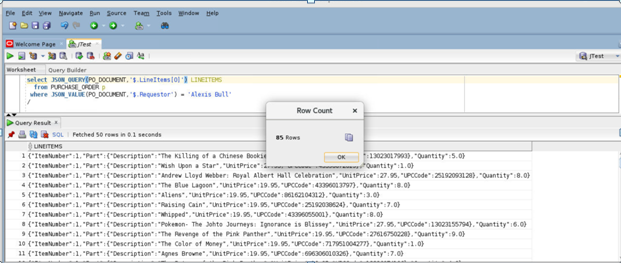 File Edit View Navigate Run Source Team Tools Window Help
Welcome Page JTest
JTest
Worksheet Query Builder
select JSON_QUERY(PO_DOCUMENT,'$.LineItems[0]') LINEITEMS
from PURCHASE_ORDER p
where JSON_VALUE(PO_DOCUMENT,'$.Requestor') = 'Alexis Bull'
/
Row Count
85 Rows
OK
Query Result
SQL | Fetched 50 rows in 0.1 seconds
LINEITEMS
1 {"ItemNumber":1,"Part":{"Description":"The Killing of a Chinese Bookie 13023017993},"Quantity":5.0}
2 {"ItemNumber":1,"Part":{"Description":"Wish Upon a Star","UnitPrice" "Quantity":1.0}
3 {"ItemNumber":1,"Part":{"Description":"Andrew Lloyd Webber: Royal Albert Hall Celebration","UnitPrice":27.95,"UPCCode":25192093128},"Quantity":8.0}
4 {"ItemNumber":1,"Part":{"Description":"The Blue Lagoon","UnitPrice":19.95,"UPCCode":43396013797},"Quantity":8.0}
5 {"ItemNumber":1,"Part":{"Description":"Aliens","UnitPrice":19.95,"UPCCode":86162104312},"Quantity":3.0}
6 {"ItemNumber":1,"Part":{"Description":"Raising Cain","UnitPrice":19.95,"UPCCode":25192038624},"Quantity":7.0}
7 {"ItemNumber":1,"Part":{"Description":"Whipped","UnitPrice":19.95,"UPCCode":43396055001},"Quantity":8.0}
8 {"ItemNumber":1,"Part":{"Description":"Pokemon- The Johto Journeys: Ignorance is Blissey","UnitPrice":27.95,"UPCCode":13023155794},"Quantity":6.0}
9 {"ItemNumber":1,"Part":{"Description":"The Revenge of the Pink Panther","UnitPrice":19.95,"UPCCode":27616750228},"Quantity":9.0}
10 {"ItemNumber":1,"Part":{"Description":"The Color of Money","UnitPrice":19.95,"UPCCode":717951004277},"Quantity":1.0}
11 {"ItemNumber":1,"Part":{"Description":"Agnes Browne","UnitPrice":19.95,"UPCCode":696306010326},"Quantity":7.0}